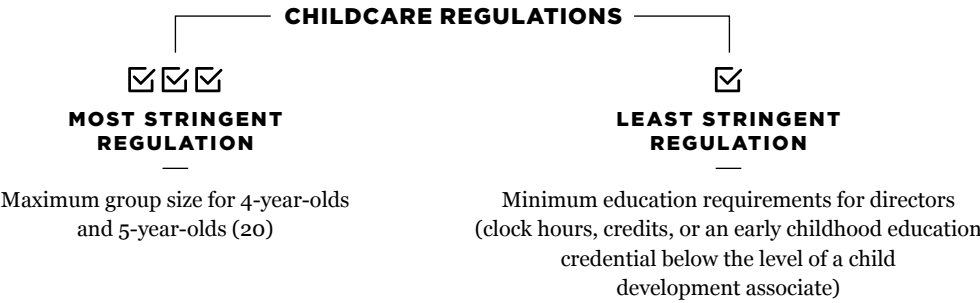 CHILDCARE REGULATIONS
MOST STRINGENT
REGULATION
Maximum group size for 4-year-olds
and 5-year-olds (20)
LEAST STRINGENT
REGULATION
Minimum education requirements for directors
(clock hours, credits, or an early childhood education
credential below the level of a child
development associate)